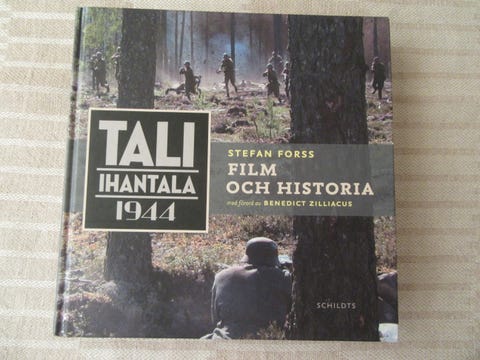 TALI
IHANTALA
1944
STEFAN FORSS
FILM
OCH HISTORIA
med förord av BENEDICT ZILLIACUS
SCHILDTS